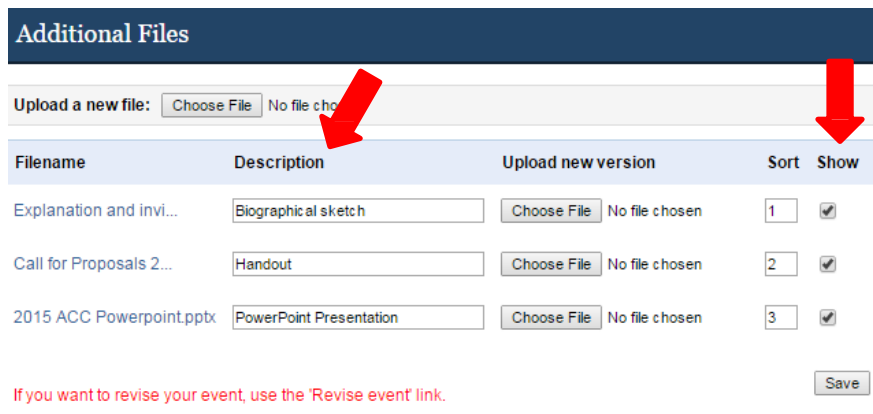 Additional Files
Upload a new file: Choose File No file cho
Filename Description Upload new version Sort Show
Explanation and invi... Biographical sketch Choose File No file chosen 1
Call for Proposals 2... Handout Choose File No file chosen 2
2015 ACC Powerpoint.pptx PowerPoint Presentation Choose File No file chosen 3
Save
If you want to revise your event, use the 'Revise event' link.